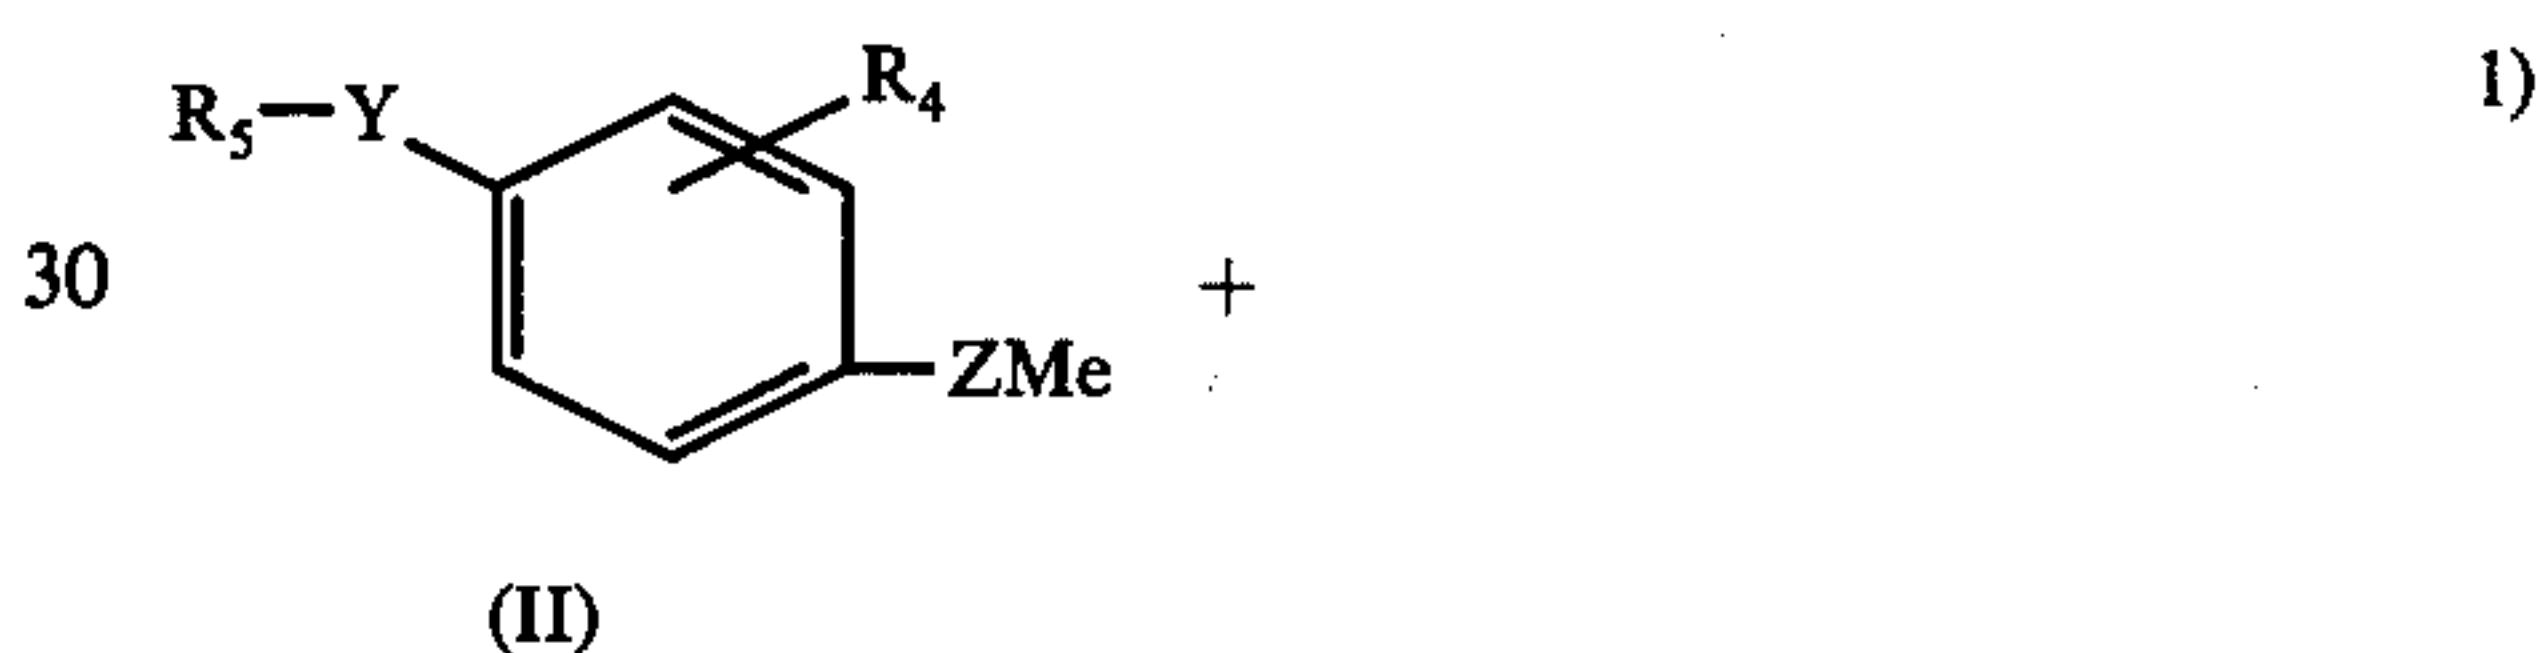 R4 1)
R5—Y
30 +
ZMe
(II)